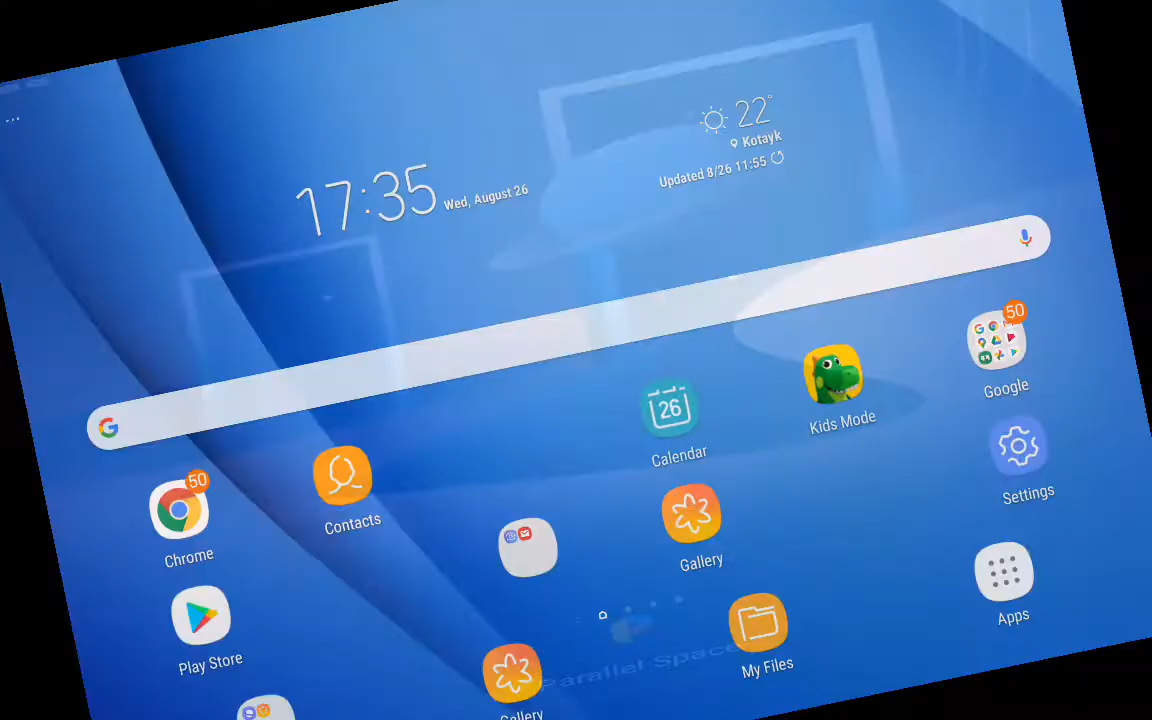 22°
Kotayk
Updated 8/26 11:55
17:35 Wed, August 26
50
Google
Kids Mode
26
Calendar
Settings
50
Chrome
Contacts
Gallery
Apps
Play Store
My Files
Parallel Space
Gallery